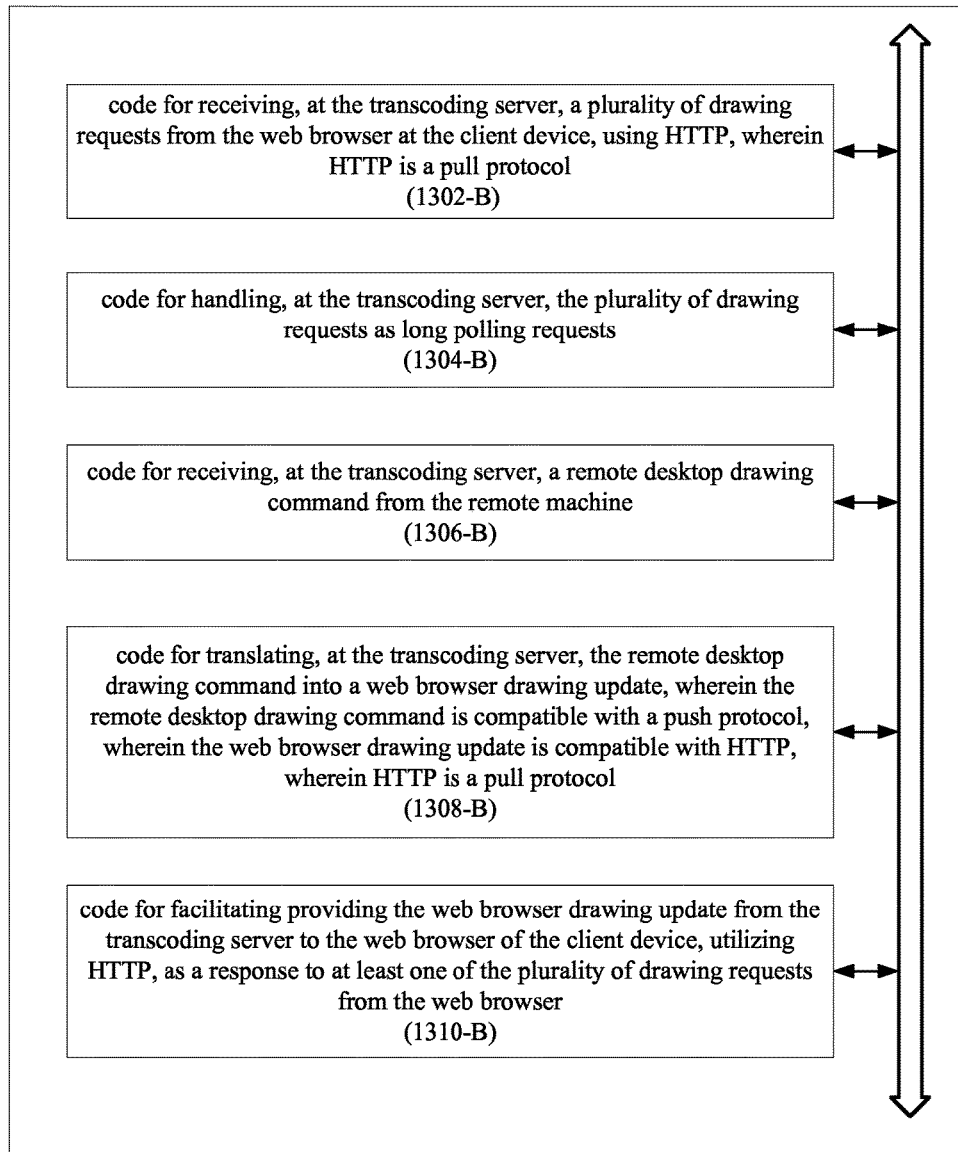 code for receiving, at the transcoding server, a plurality of drawing
requests from the web browser at the client device, using HTTP, wherein
HTTP is a pull protocol
(1302-B)
code for handling, at the transcoding server, the plurality of drawing
requests as long polling requests
(1304-B)
code for receiving, at the transcoding server, a remote desktop drawing
command from the remote machine
(1306-B)
code for translating, at the transcoding server, the remote desktop
drawing command into a web browser drawing update, wherein the
remote desktop drawing command is compatible with a push protocol,
wherein the web browser drawing update is compatible with HTTP,
wherein HTTP is a pull protocol
(1308-B)
code for facilitating providing the web browser drawing update from the
transcoding server to the web browser of the client device, utilizing
HTTP, as a response to at least one of the plurality of drawing requests
from the web browser
(1310-B)